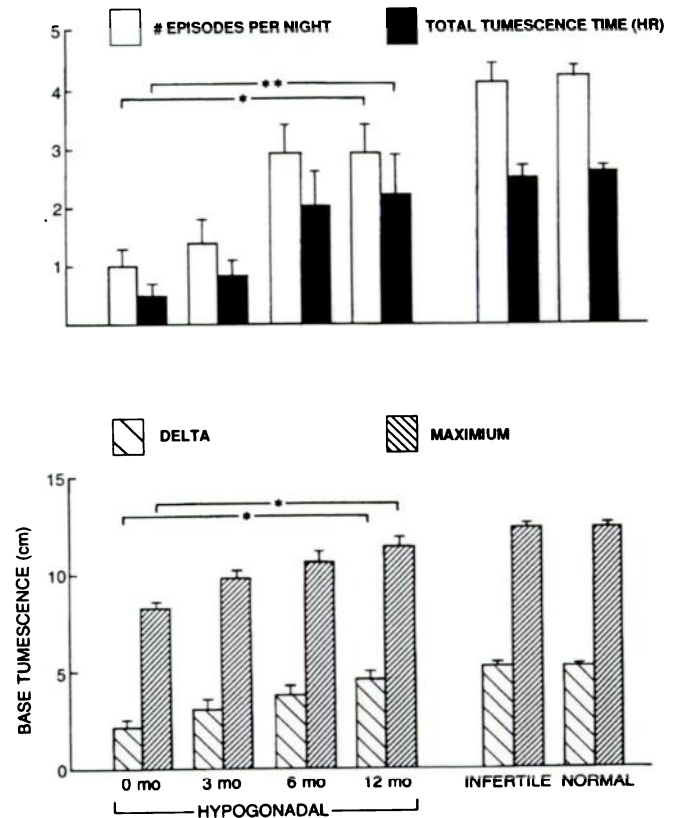 # EPISODES PER NIGHT
TOTAL TUMESCENCE TIME (HR)
5
4
3
2
1
**
*
DELTA
MAXIMIUM
BASE TUMESCENCE (cm)
15
10
5
0
*
*
0 mo 3 mo 6 mo 12 mo INFERTILE NORMAL
HYPOGONADAL